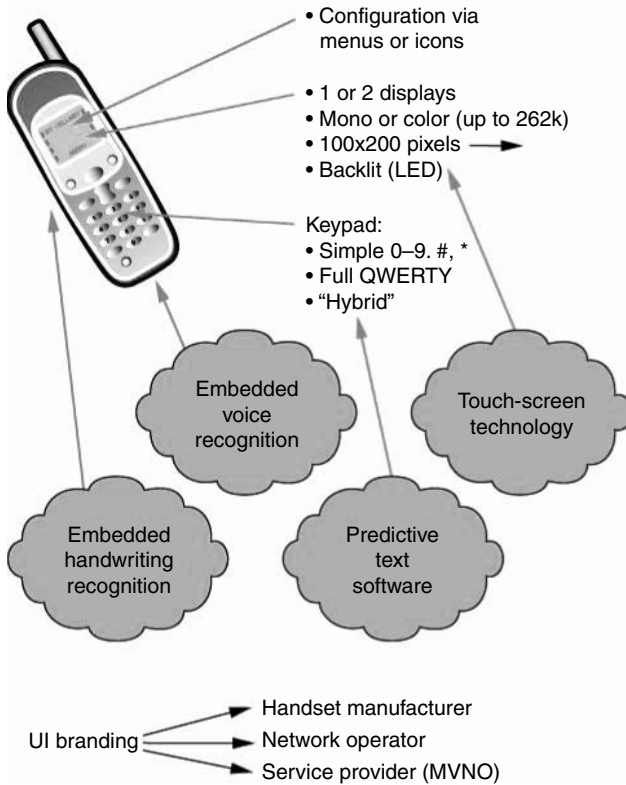 • Configuration via
menus or icons
• 1 or 2 displays
• Mono or color (up to 262k)
• 100x200 pixels
• Backlit (LED)
Keypad:
• Simple 0–9. #, *
• Full QWERTY
• “Hybrid”
Embedded
voice
recognition
Touch-screen
technology
Embedded
handwriting
recognition
Predictive
text
software
UI branding
Handset manufacturer
Network operator
Service provider (MVNO)